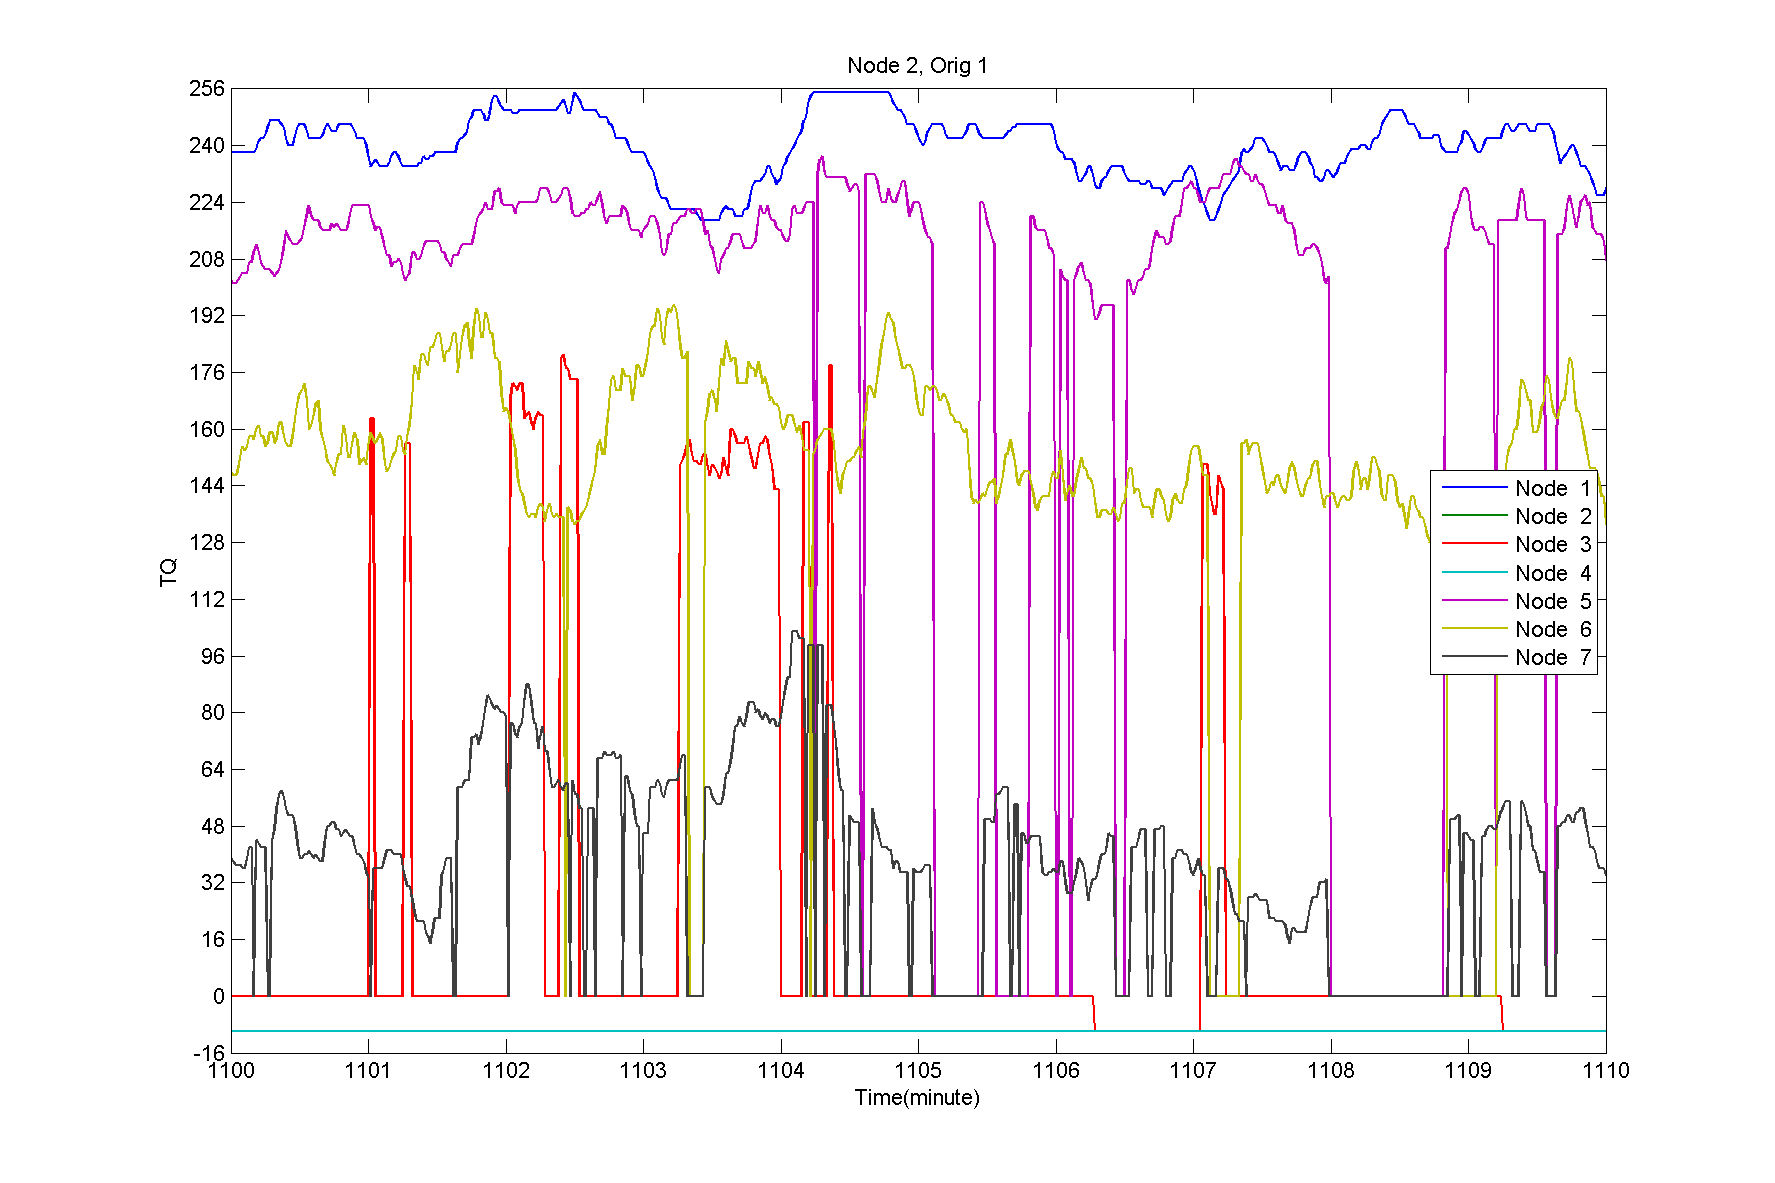 Node 2, Orig 1
256
240
224
208
192
176
160
144
128
112
96
80
64
48
32
16
0
-16
TQ
Node 1
Node 2
Node 3
Node 4
Node 5
Node 6
Node 7
1100 1101 1102 1103 1104 1105 1106 1107 1108 1109 1110
Time(minute)